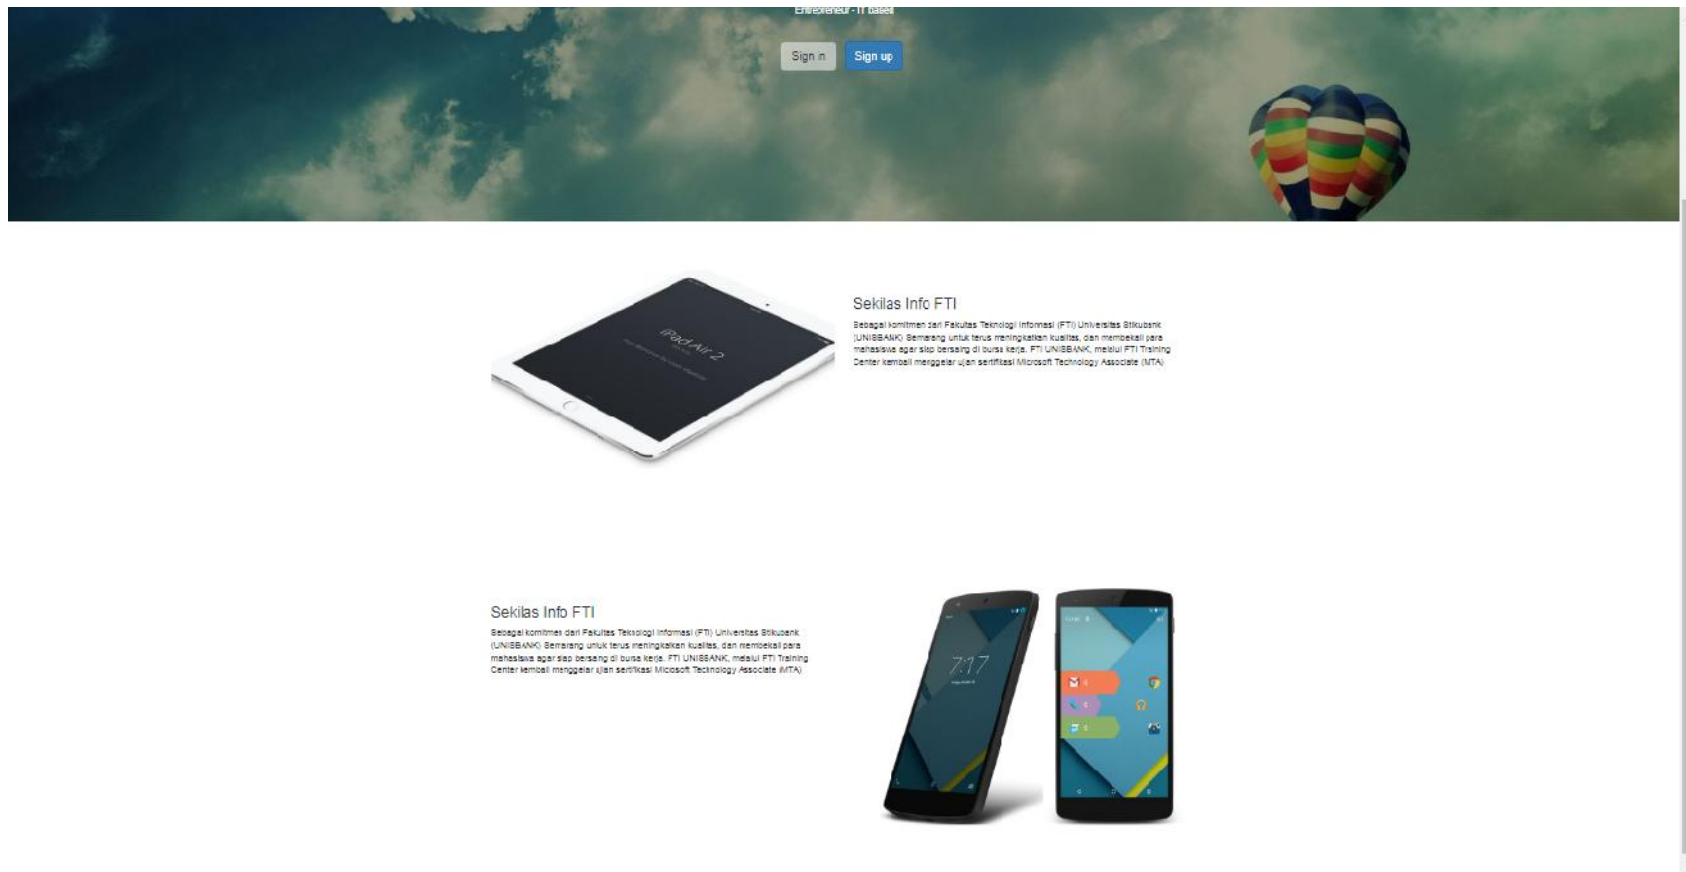 Entrepreneur - IT based
Sign in
Sign up
iPad Air 2
Sekilas Info FTI
Sebagai komitmen dari Fakultas Teknologi Informasi (FTI) Universitas Stikubank
(UNISBANK) Semarang untuk terus meningkatkan kualitas, dan membekali para
mahasiswa agar siap bersaing di bursa kerja. FTI UNISBANK, melalui FTI Training
Center kembali menggelar ujian sertifikasi Microsoft Technology Associate (MTA)
Sekilas Info FTI
Sebagai komitmen dari Fakultas Teknologi Informasi (FTI) Universitas Stikubank
(UNISBANK) Semarang untuk terus meningkatkan kualitas, dan membekali para
mahasiswa agar siap bersaing di bursa kerja. FTI UNISBANK, melalui FTI Training
Center kembali menggelar ujian sertifikasi Microsoft Technology Associate (MTA)
7:17